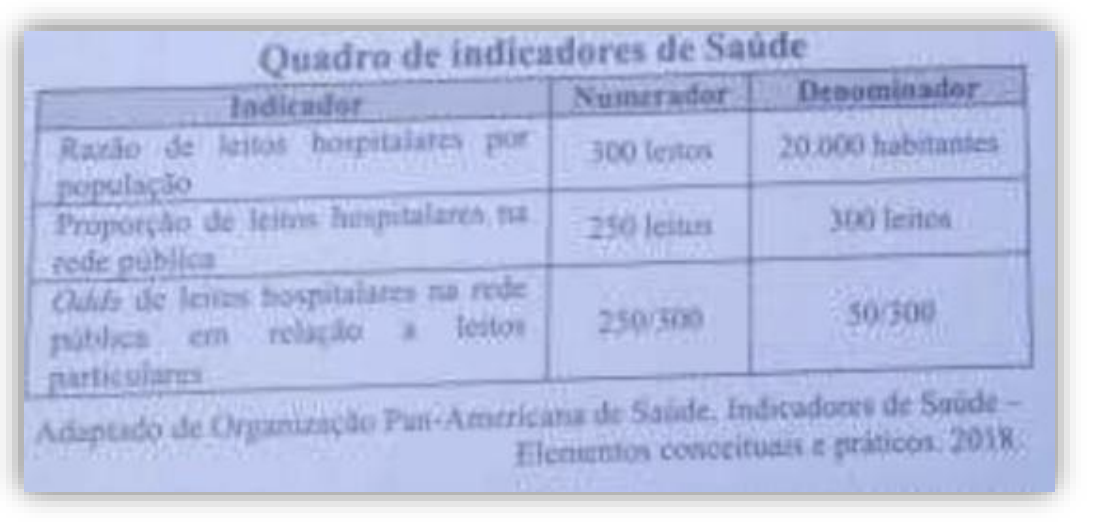 Quadro de indicadores de Saúde
Indicador Numerador Denominador
Razão de leitos hospitalares por
população
300 leitos 20.000 habitantes
Proporção de leitos hospitalares na
rede pública
250 leitos 300 leitos
Odds de leitos hospitalares na rede
pública em relação a leitos
particulares
250/300 50/300
Adaptado de Organização Pan-Americana de Saúde. Indicadores de Saúde –
Elementos conceituais e práticos. 2018.